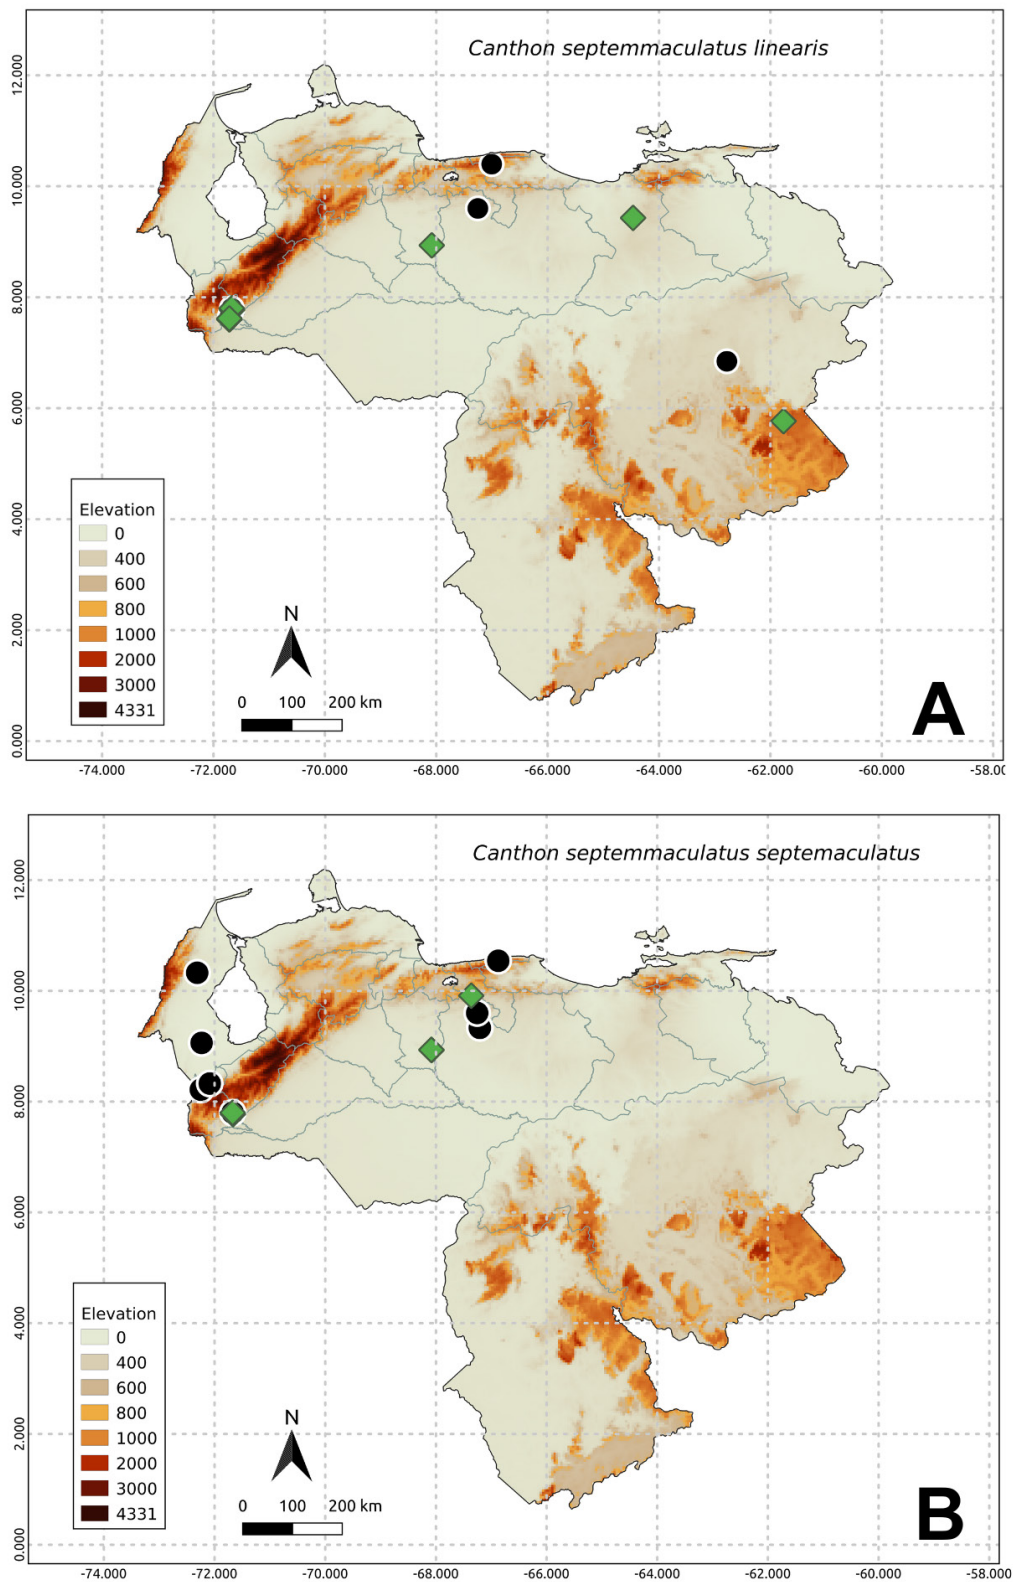 Canthon septemmaculatus linearis
12.000
10.000
8.000
6.000
4.000
2.000
0.000
Elevation
0
400
600
800
1000
2000
3000
4331
N
0 100 200 km
A
-74.000 -72.000 -70.000 -68.000 -66.000 -64.000 -62.000 -60.000 -58.00
Canthon septemmaculatus septemaculatus
12.000
10.000
8.000
6.000
4.000
2.000
0.000
Elevation
0
400
600
800
1000
2000
3000
4331
N
0 100 200 km
B
-74.000 -72.000 -70.000 -68.000 -66.000 -64.000 -62.000 -60.000 -58.000